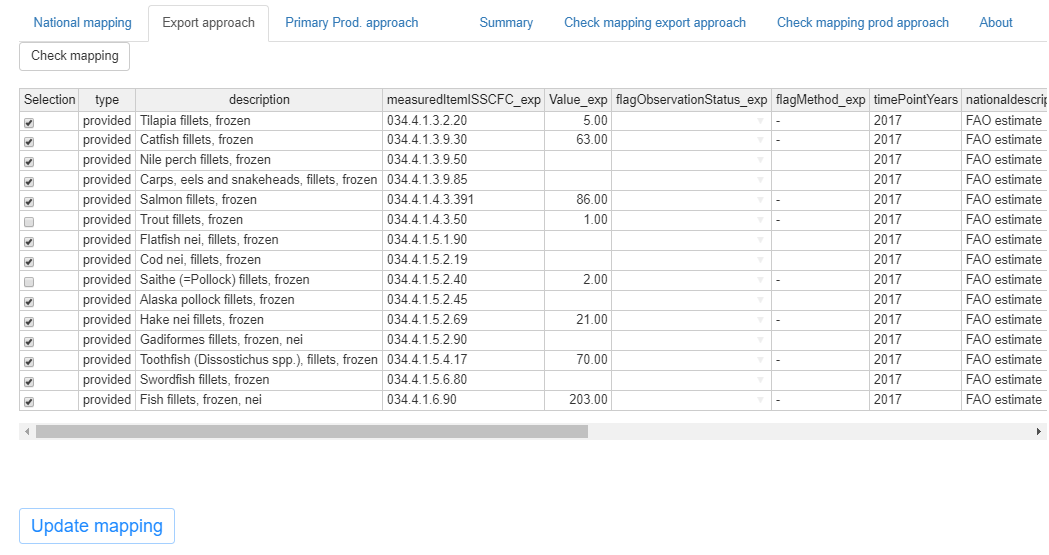 National mapping Export approach Primary Prod. approach Summary Check mapping export approach Check mapping prod approach About
Check mapping
Selection type description measuredItemISSCFC_exp Value_exp flagObservationStatus_exp flagMethod_exp timePointYears nationaldescrip
provided Tilapia fillets, frozen 034.4.1.3.2.20 5.00 - 2017 FAO estimate
provided Catfish fillets, frozen 034.4.1.3.9.30 63.00 - 2017 FAO estimate
provided Nile perch fillets, frozen 034.4.1.3.9.50 2017 FAO estimate
provided Carps, eels and snakeheads, fillets, frozen 034.4.1.3.9.85 2017 FAO estimate
provided Salmon fillets, frozen 034.4.1.4.3.391 86.00 - 2017 FAO estimate
provided Trout fillets, frozen 034.4.1.4.3.50 1.00 - 2017 FAO estimate
provided Flatfish nei, fillets, frozen 034.4.1.5.1.90 2017 FAO estimate
provided Cod nei, fillets, frozen 034.4.1.5.2.19 2017 FAO estimate
provided Saithe (=Pollock) fillets, frozen 034.4.1.5.2.40 2.00 - 2017 FAO estimate
provided Alaska pollock fillets, frozen 034.4.1.5.2.45 2017 FAO estimate
provided Hake nei fillets, frozen 034.4.1.5.2.69 21.00 - 2017 FAO estimate
provided Gadiformes fillets, frozen, nei 034.4.1.5.2.90 2017 FAO estimate
provided Toothfish (Dissostichus spp.), fillets, frozen 034.4.1.5.4.17 70.00 - 2017 FAO estimate
provided Swordfish fillets, frozen 034.4.1.5.6.80 2017 FAO estimate
provided Fish fillets, frozen, nei 034.4.1.6.90 203.00 - 2017 FAO estimate
Update mapping